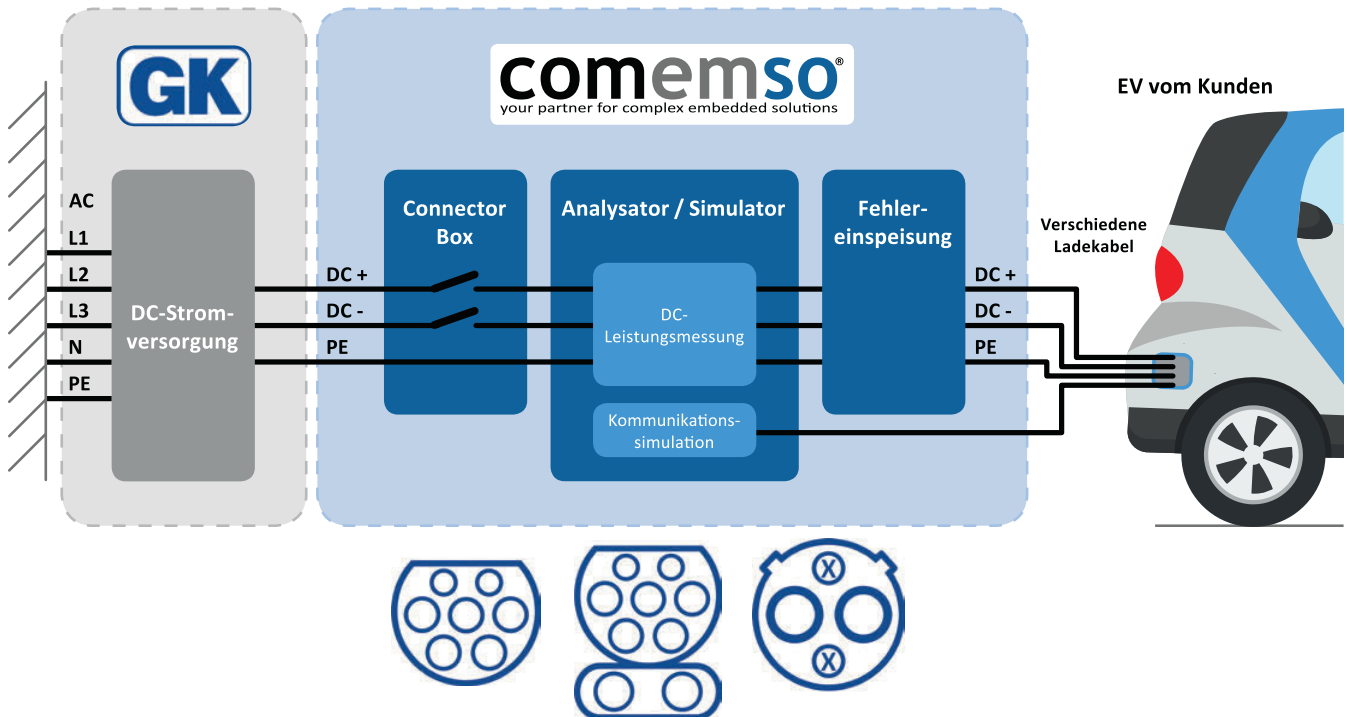 GK
comemso®
your partner for complex embedded solutions
EV vom Kunden
AC
L1
L2
L3
N
PE
DC-Strom-
versorgung
DC +
DC -
PE
Connector
Box
Analysator / Simulator
DC-
Leistungsmessung
Kommunikations-
simulation
Fehler-
einspeisung
DC +
DC -
PE
Verschiedene
Ladekabel
X
X